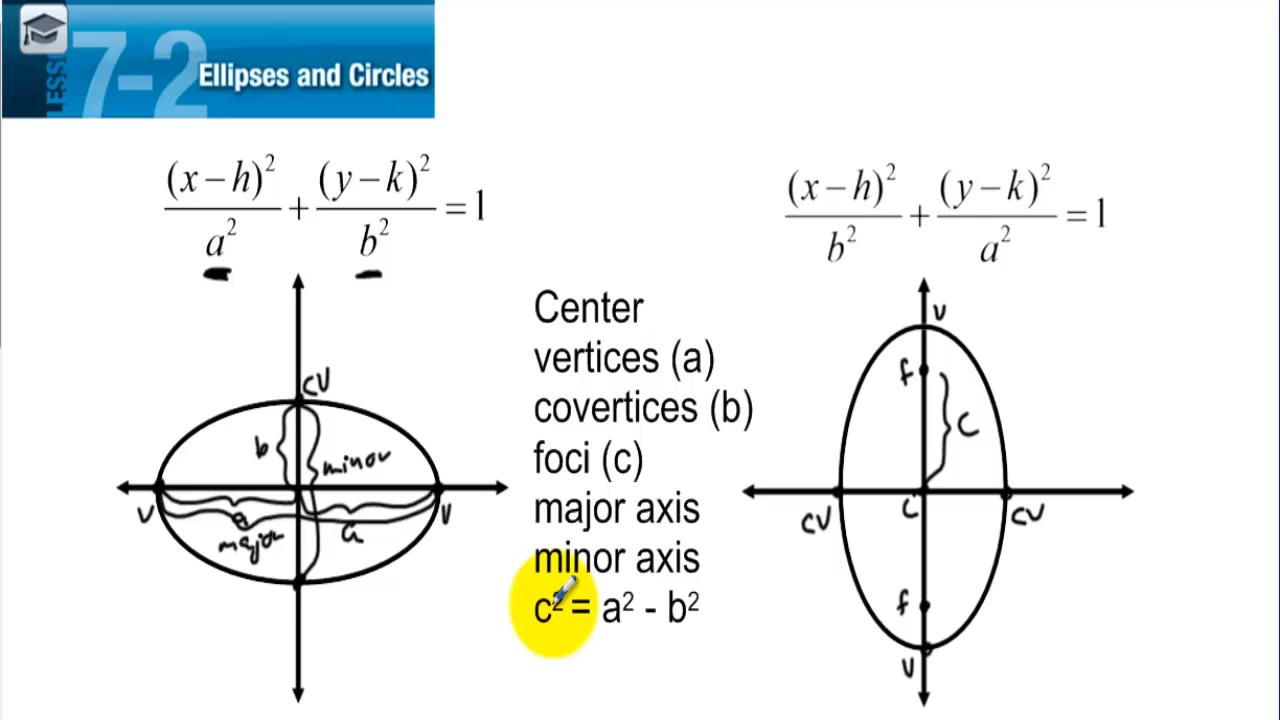 LESS
7-2 Ellipses and Circles
(x − h)² / a² + (y − k)² / b² = 1
(x − h)² / b² + (y − k)² / a² = 1
Center
vertices (a)
covertices (b)
foci (c)
major axis
minor axis
c² = a² - b²
CV
b
minor
V
V
a
major
a
V
f
C
C
CV
CV
f
V